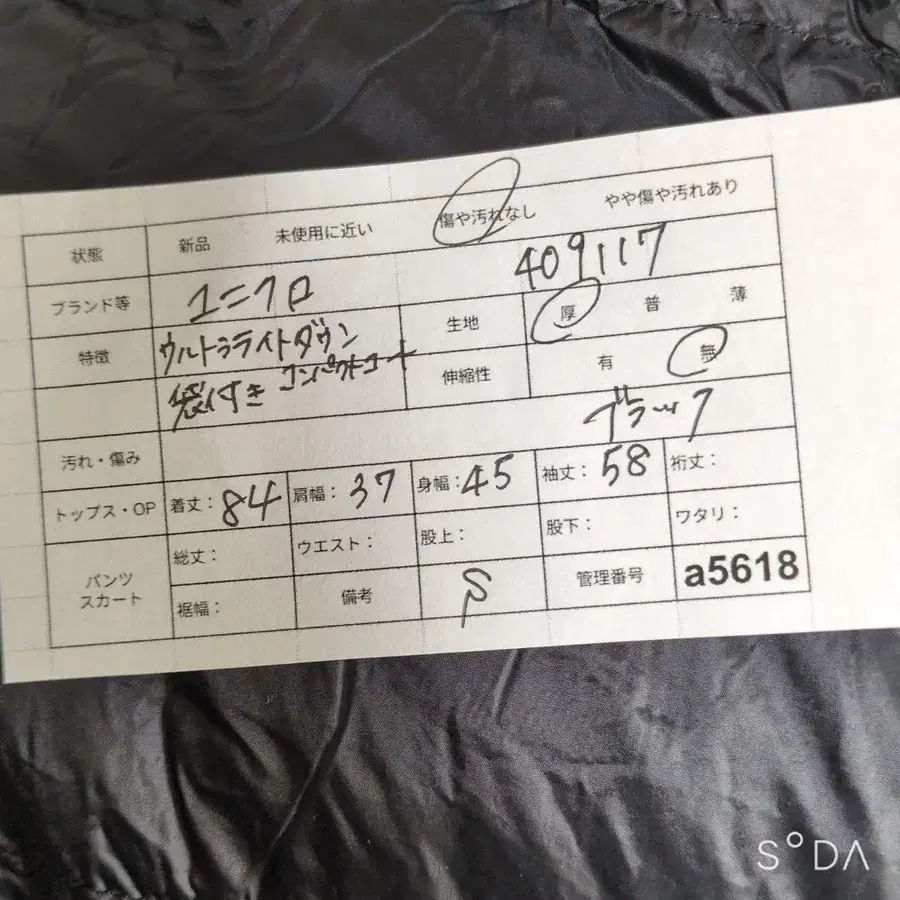 状態 新品 未使用に近い 傷や汚れなし やや傷や汚れあり
ブランド等 ユニクロ 409117
特徴 ウルトラライトダウン 生地 厚 普 薄
袋付き コンパクトコート 伸縮性 有 無
汚れ・傷み ブラック
トップス・OP 着丈: 84 肩幅: 37 身幅: 45 袖丈: 58 裄丈:
パンツ スカート 総丈: ウエスト: 股上: 股下: ワタリ:
裾幅: 備考 S 管理番号 a5618
SODA